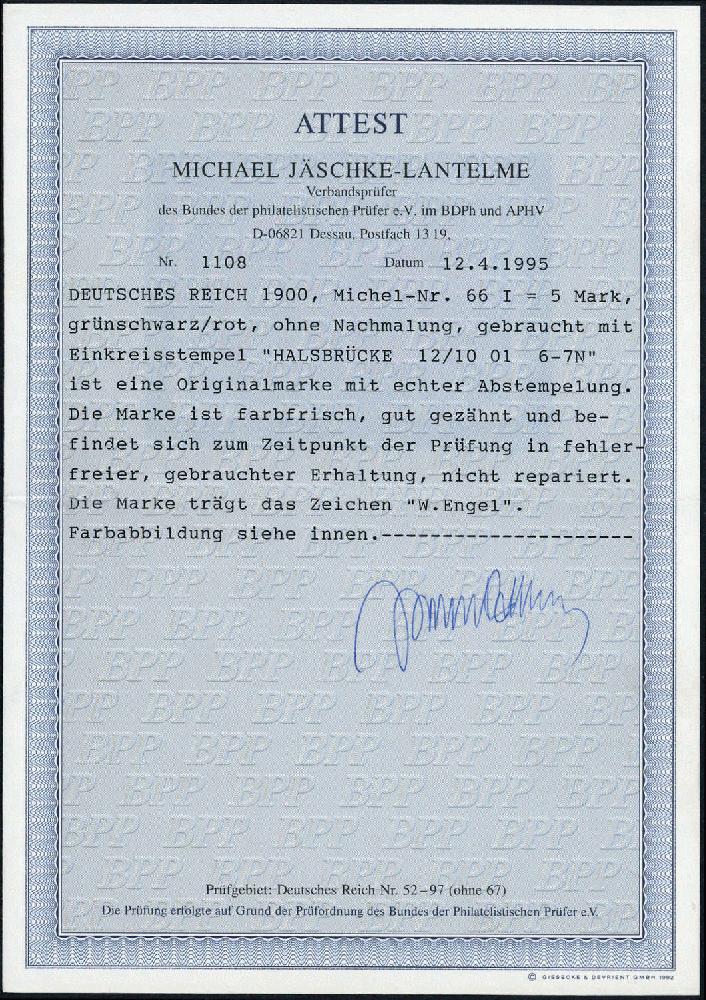 ATTEST
MICHAEL JÄSCHKE-LANTELME
Verbandsprüfer
des Bundes der philatelistischen Prüfer e.V. im BDPh und APHV
D-06821 Dessau, Postfach 13 19,
Nr. 1108 Datum 12.4.1995
DEUTSCHES REICH 1900, Michel-Nr. 66 I = 5 Mark,
grünschwarz/rot, ohne Nachmalung, gebraucht mit
Einkreisstempel "HALSBRÜCKE 12/10 01 6-7N"
ist eine Originalmarke mit echter Abstempelung.
Die Marke ist farbfrisch, gut gezähnt und be-
findet sich zum Zeitpunkt der Prüfung in fehler-
freier, gebrauchter Erhaltung, nicht repariert.
Die Marke trägt das Zeichen "W.Engel".
Farbabbildung siehe innen.---------------------
Prüfgebiet: Deutsches Reich Nr. 52–97 (ohne 67)
Die Prüfung erfolgte auf Grund der Prüfordnung des Bundes der Philatelistischen Prüfer e.V.
© GIESECKE & DEVRIENT GMBH 1992